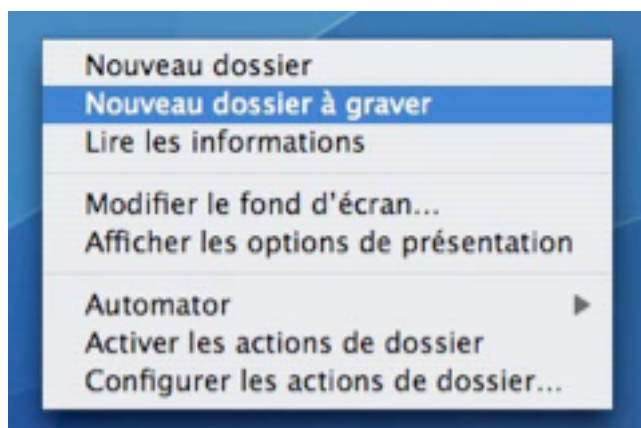 Nouveau dossier
Nouveau dossier à graver
Lire les informations
Modifier le fond d'écran...
Afficher les options de présentation
Automator
Activer les actions de dossier
Configurer les actions de dossier...